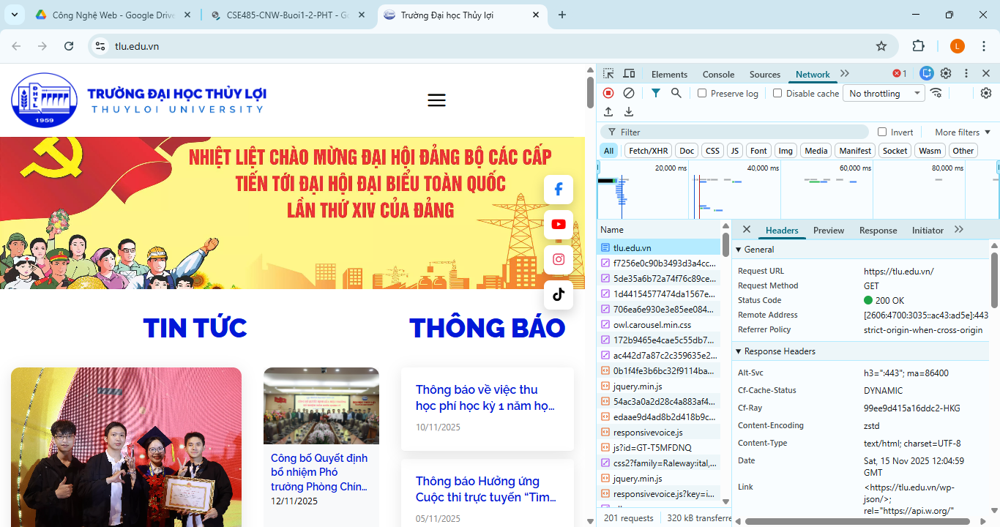 Công Nghệ Web - Google Drive
CSE485-CNW-Buoi1-2-PHT - Go
Trường Đại học Thủy lợi
tlu.edu.vn
L
TRƯỜNG ĐẠI HỌC THỦY LỢI
THUYLOI UNIVERSITY
ĐHTL
1959
NHIỆT LIỆT CHÀO MỪNG ĐẠI HỘI ĐẢNG BỘ CÁC CẤP
TIẾN TỚI ĐẠI HỘI ĐẠI BIỂU TOÀN QUỐC
LẦN THỨ XIV CỦA ĐẢNG
TIN TỨC
THÔNG BÁO
Công bố Quyết định
bổ nhiệm Phó
trưởng Phòng Chín...
12/11/2025
Thông báo về việc thu
học phí học kỳ 1 năm họ...
10/11/2025
Thông báo Hưởng ứng
Cuộc thi trực tuyến “Tìm...
05/11/2025
Elements
Console
Sources
Network
1
Preserve log
Disable cache
No throttling
Filter
Invert
More filters
All
Fetch/XHR
Doc
CSS
JS
Font
Img
Media
Manifest
Socket
Wasm
Other
20,000 ms
40,000 ms
60,000 ms
80,000 ms
Name
tlu.edu.vn
f7256e0c90b3493d3a4cc...
5de35a6b72a74f76c89ce...
1d44154577474da1567e...
706ea6e930e3e85ee084...
owl.carousel.min.css
172b9465e4cae5c55db7...
ac442d7a87c2c359635e2...
0b1f4fe3b6bc32f9114ba...
jquery.min.js
54ac3a0a2d28c4a883af4...
edaae9d4ad8b2d418b9c...
responsivevoice.js
js?id=GT-T5MFDNQ
css2?family=Raleway:ital,...
jquery.min.js
responsivevoice.js?key=i...
201 requests
320 kB transferre
Headers
Preview
Response
Initiator
General
Request URL
https://tlu.edu.vn/
Request Method
GET
Status Code
200 OK
Remote Address
[2606:4700:3035::ac43:ad5e]:443
Referrer Policy
strict-origin-when-cross-origin
Response Headers
Alt-Svc
h3=":443"; ma=86400
Cf-Cache-Status
DYNAMIC
Cf-Ray
99ee9d415a16ddc2-HKG
Content-Encoding
zstd
Content-Type
text/html; charset=UTF-8
Date
Sat, 15 Nov 2025 12:04:59
GMT
Link
<https://tlu.edu.vn/wp-
json/>;
rel="https://api.w.org/"